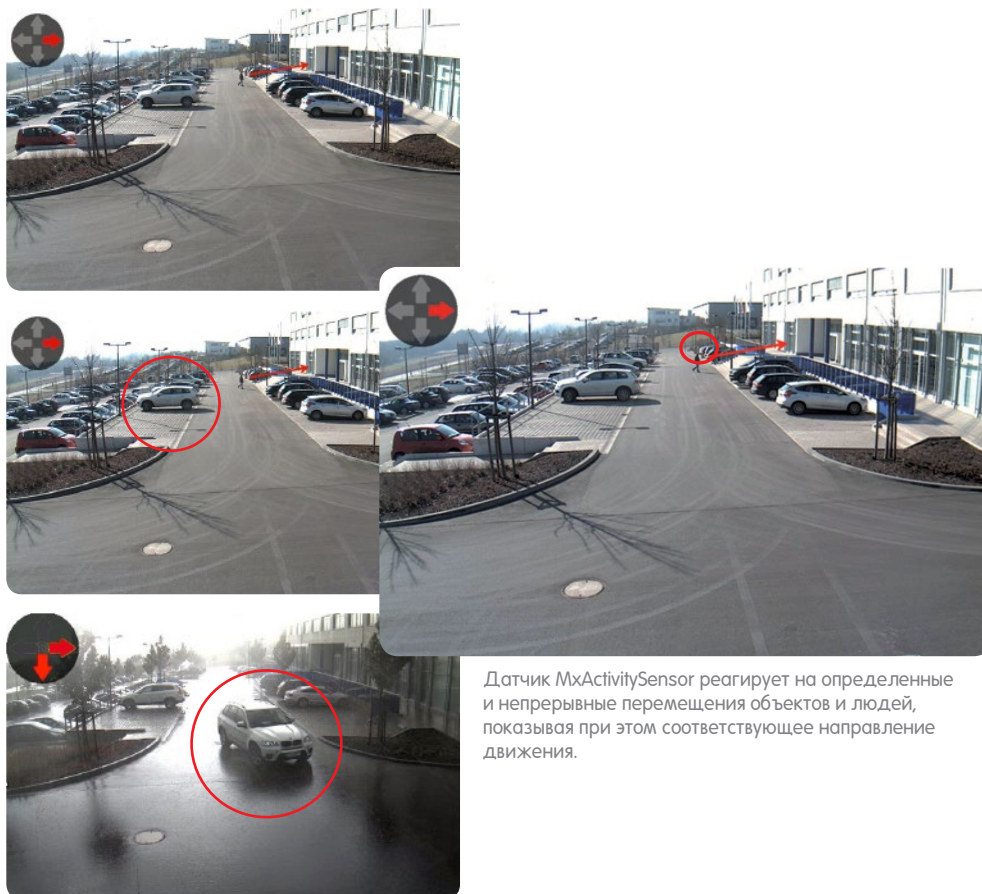 Датчик MxActivitySensor реагирует на определенные
и непрерывные перемещения объектов и людей,
показывая при этом соответствующее направление
движения.